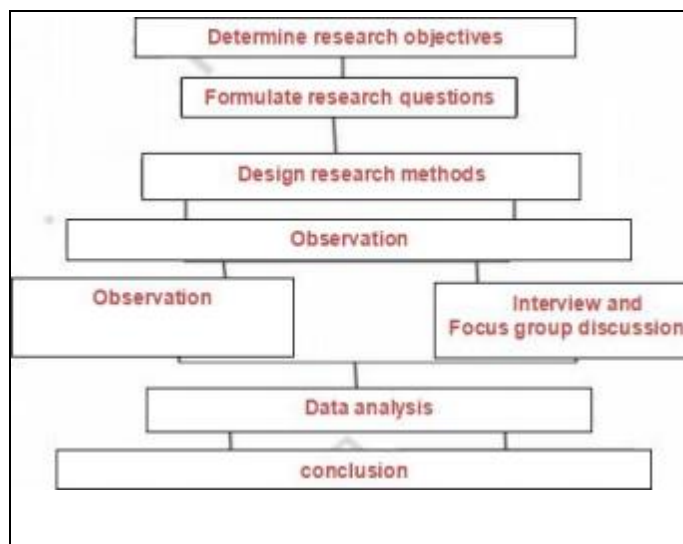 Determine research objectives
Formulate research questions
Design research methods
Observation
Observation
Interview and
Focus group discussion
Data analysis
conclusion